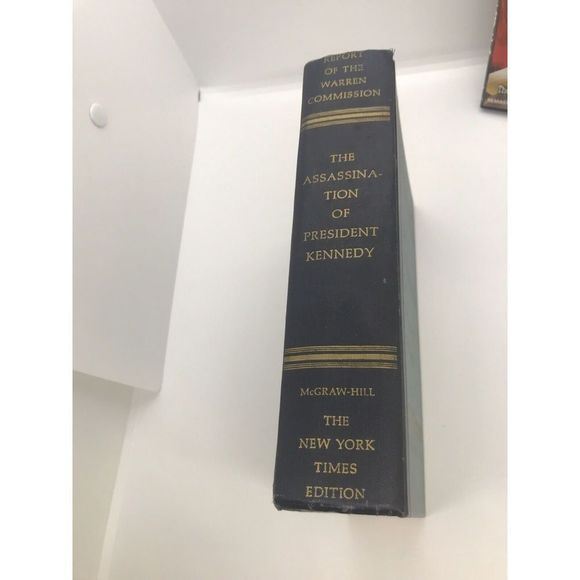 REPORT
OF THE
WARREN
COMMISSION
THE
ASSASSINA-
TION
OF
PRESIDENT
KENNEDY
McGRAW-HILL
THE
NEW YORK
TIMES
EDITION